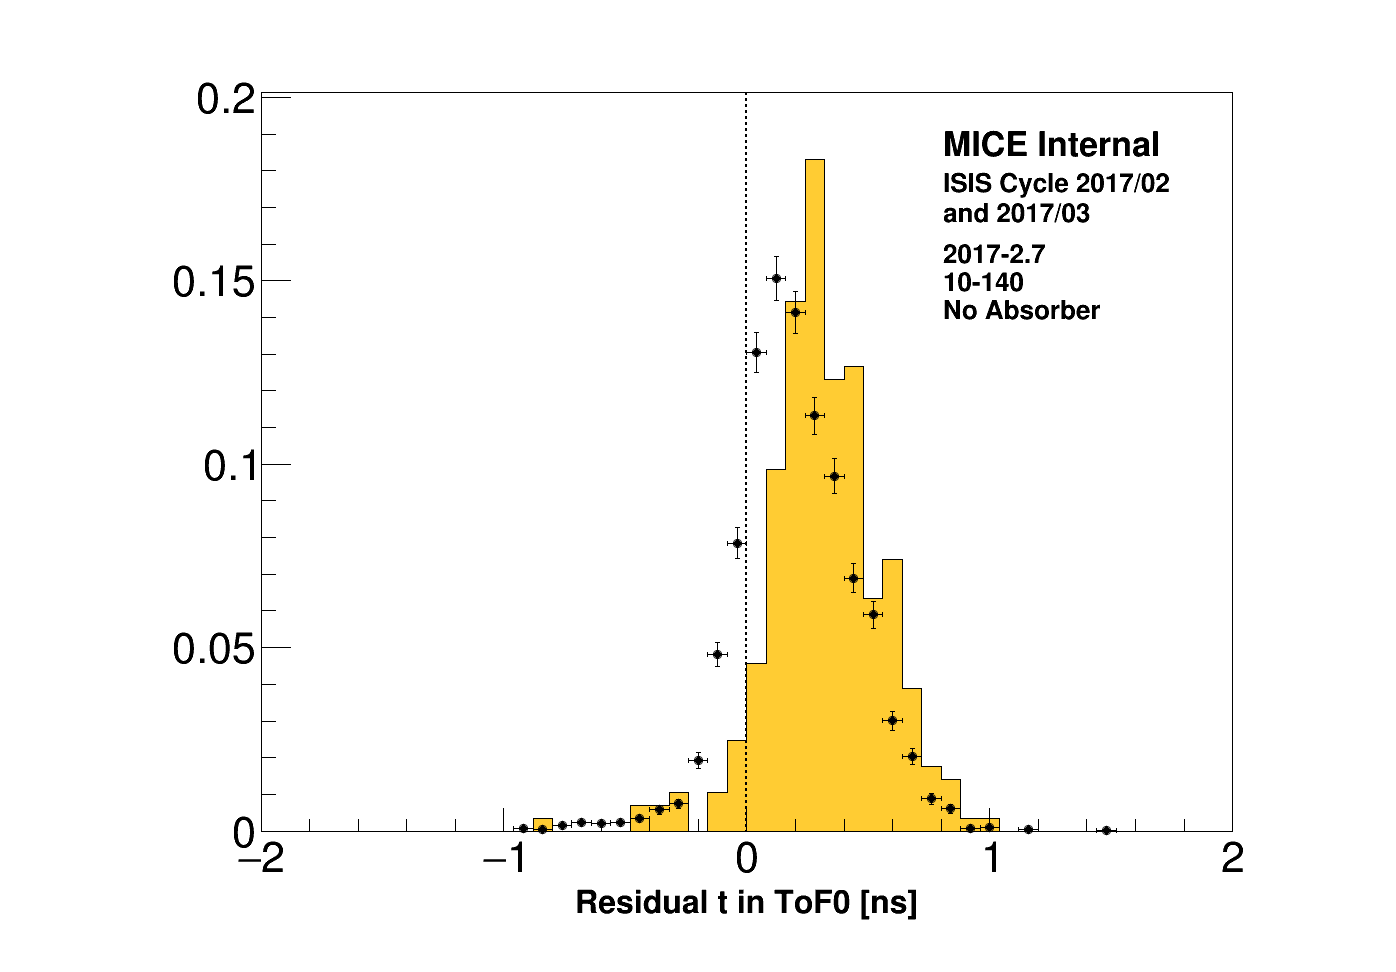 0.2
0.15
0.1
0.05
0
−2
−1
0
1
2
Residual t in ToF0 [ns]
MICE Internal
ISIS Cycle 2017/02
and 2017/03
2017-2.7
10-140
No Absorber